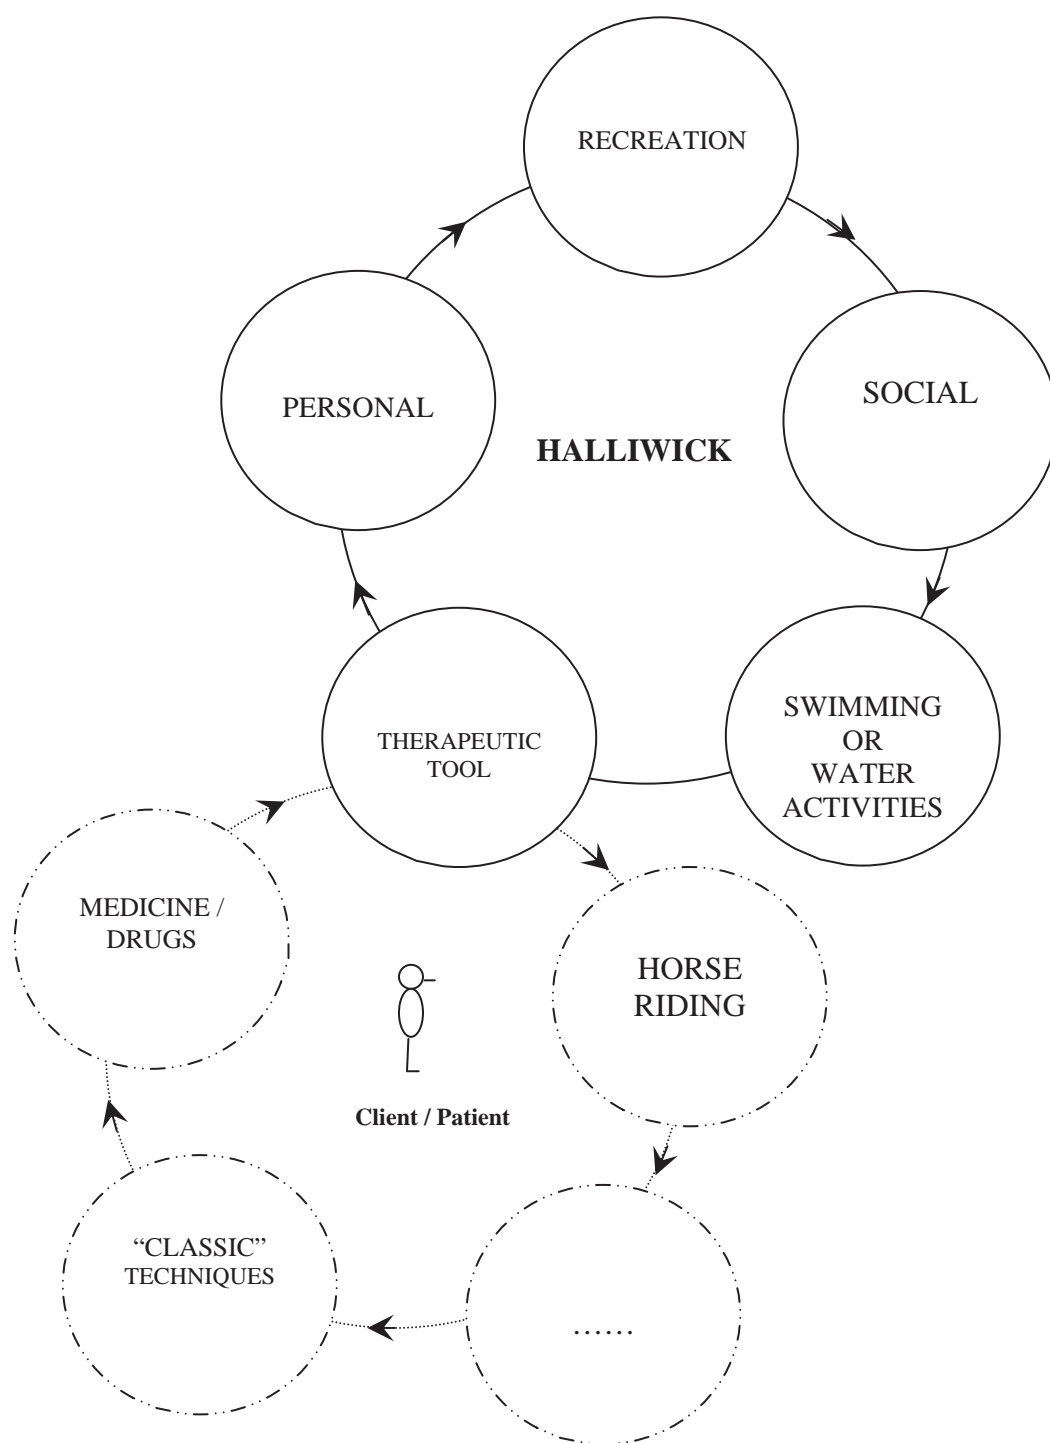 RECREATION
SOCIAL
PERSONAL
HALLIWICK
SWIMMING
OR
WATER
ACTIVITIES
THERAPEUTIC
TOOL
MEDICINE /
DRUGS
HORSE
RIDING
Client / Patient
“CLASSIC”
TECHNIQUES
……